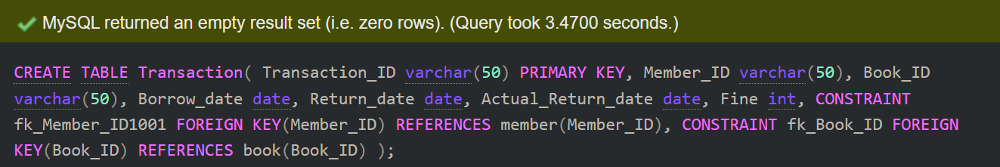 MySQL returned an empty result set (i.e. zero rows). (Query took 3.4700 seconds.)
CREATE TABLE Transaction( Transaction_ID varchar(50) PRIMARY KEY, Member_ID varchar(50), Book_ID
varchar(50), Borrow_date date, Return_date date, Actual_Return_date date, Fine int, CONSTRAINT
fk_Member_ID1001 FOREIGN KEY(Member_ID) REFERENCES member(Member_ID), CONSTRAINT fk_Book_ID FOREIGN
KEY(Book_ID) REFERENCES book(Book_ID) );